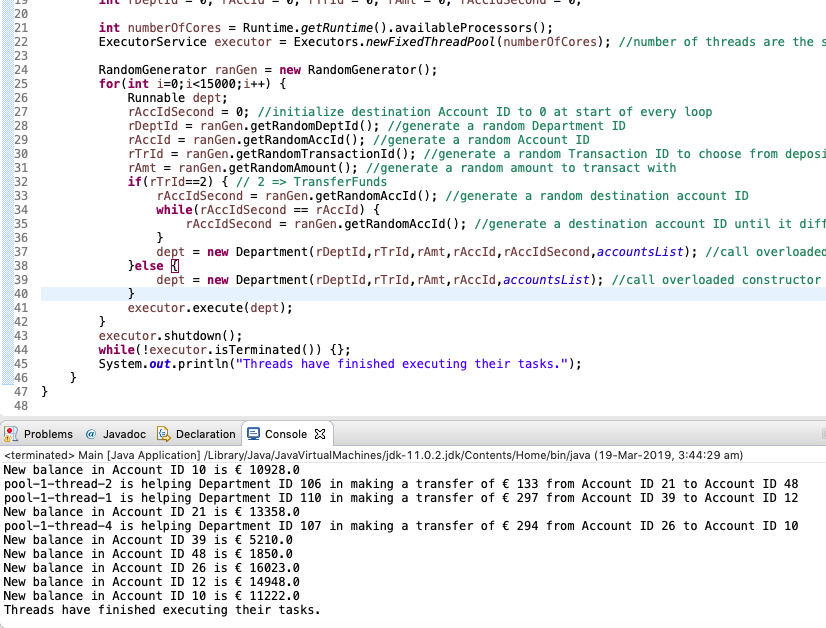 19 int rDeptId = 0, rAccId = 0, rTrId = 0, rAmt = 0, rAccIdSecond = 0;
20
21 int numberOfCores = Runtime.getRuntime().availableProcessors();
22 ExecutorService executor = Executors.newFixedThreadPool(numberOfCores); //number of threads are the s
23
24 RandomGenerator ranGen = new RandomGenerator();
25 for(int i=0;i<15000;i++) {
26 Runnable dept;
27 rAccIdSecond = 0; //initialize destination Account ID to 0 at start of every loop
28 rDeptId = ranGen.getRandomDeptId(); //generate a random Department ID
29 rAccId = ranGen.getRandomAccId(); //generate a random Account ID
30 rTrId = ranGen.getRandomTransactionId(); //generate a random Transaction ID to choose from deposi
31 rAmt = ranGen.getRandomAmount(); //generate a random amount to transact with
32 if(rTrId==2) { // 2 => TransferFunds
33 rAccIdSecond = ranGen.getRandomAccId(); //generate a random destination account ID
34 while(rAccIdSecond == rAccId) {
35 rAccIdSecond = ranGen.getRandomAccId(); //generate a destination account ID until it diff
36 }
37 dept = new Department(rDeptId,rTrId,rAmt,rAccId,rAccIdSecond,accountsList); //call overloaded
38 }else {
39 dept = new Department(rDeptId,rTrId,rAmt,rAccId,accountsList); //call overloaded constructor
40 }
41 executor.execute(dept);
42 }
43 executor.shutdown();
44 while(!executor.isTerminated()) {};
45 System.out.println("Threads have finished executing their tasks.");
46 }
47 }
48
Problems @ Javadoc Declaration Console
<terminated> Main [Java Application] /Library/Java/JavaVirtualMachines/jdk-11.0.2.jdk/Contents/Home/bin/java (19-Mar-2019, 3:44:29 am)
New balance in Account ID 10 is € 10928.0
pool-1-thread-2 is helping Department ID 106 in making a transfer of € 133 from Account ID 21 to Account ID 48
pool-1-thread-1 is helping Department ID 110 in making a transfer of € 297 from Account ID 39 to Account ID 12
New balance in Account ID 21 is € 13358.0
pool-1-thread-4 is helping Department ID 107 in making a transfer of € 294 from Account ID 26 to Account ID 10
New balance in Account ID 39 is € 5210.0
New balance in Account ID 48 is € 1850.0
New balance in Account ID 26 is € 16023.0
New balance in Account ID 12 is € 14948.0
New balance in Account ID 10 is € 11222.0
Threads have finished executing their tasks.